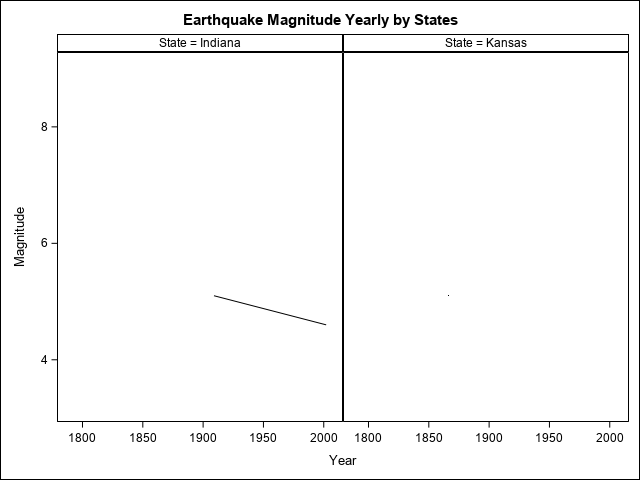 Earthquake Magnitude Yearly by States
State = Indiana State = Kansas
Magnitude
8
6
4
1800 1850 1900 1950 2000 1800 1850 1900 1950 2000
Year